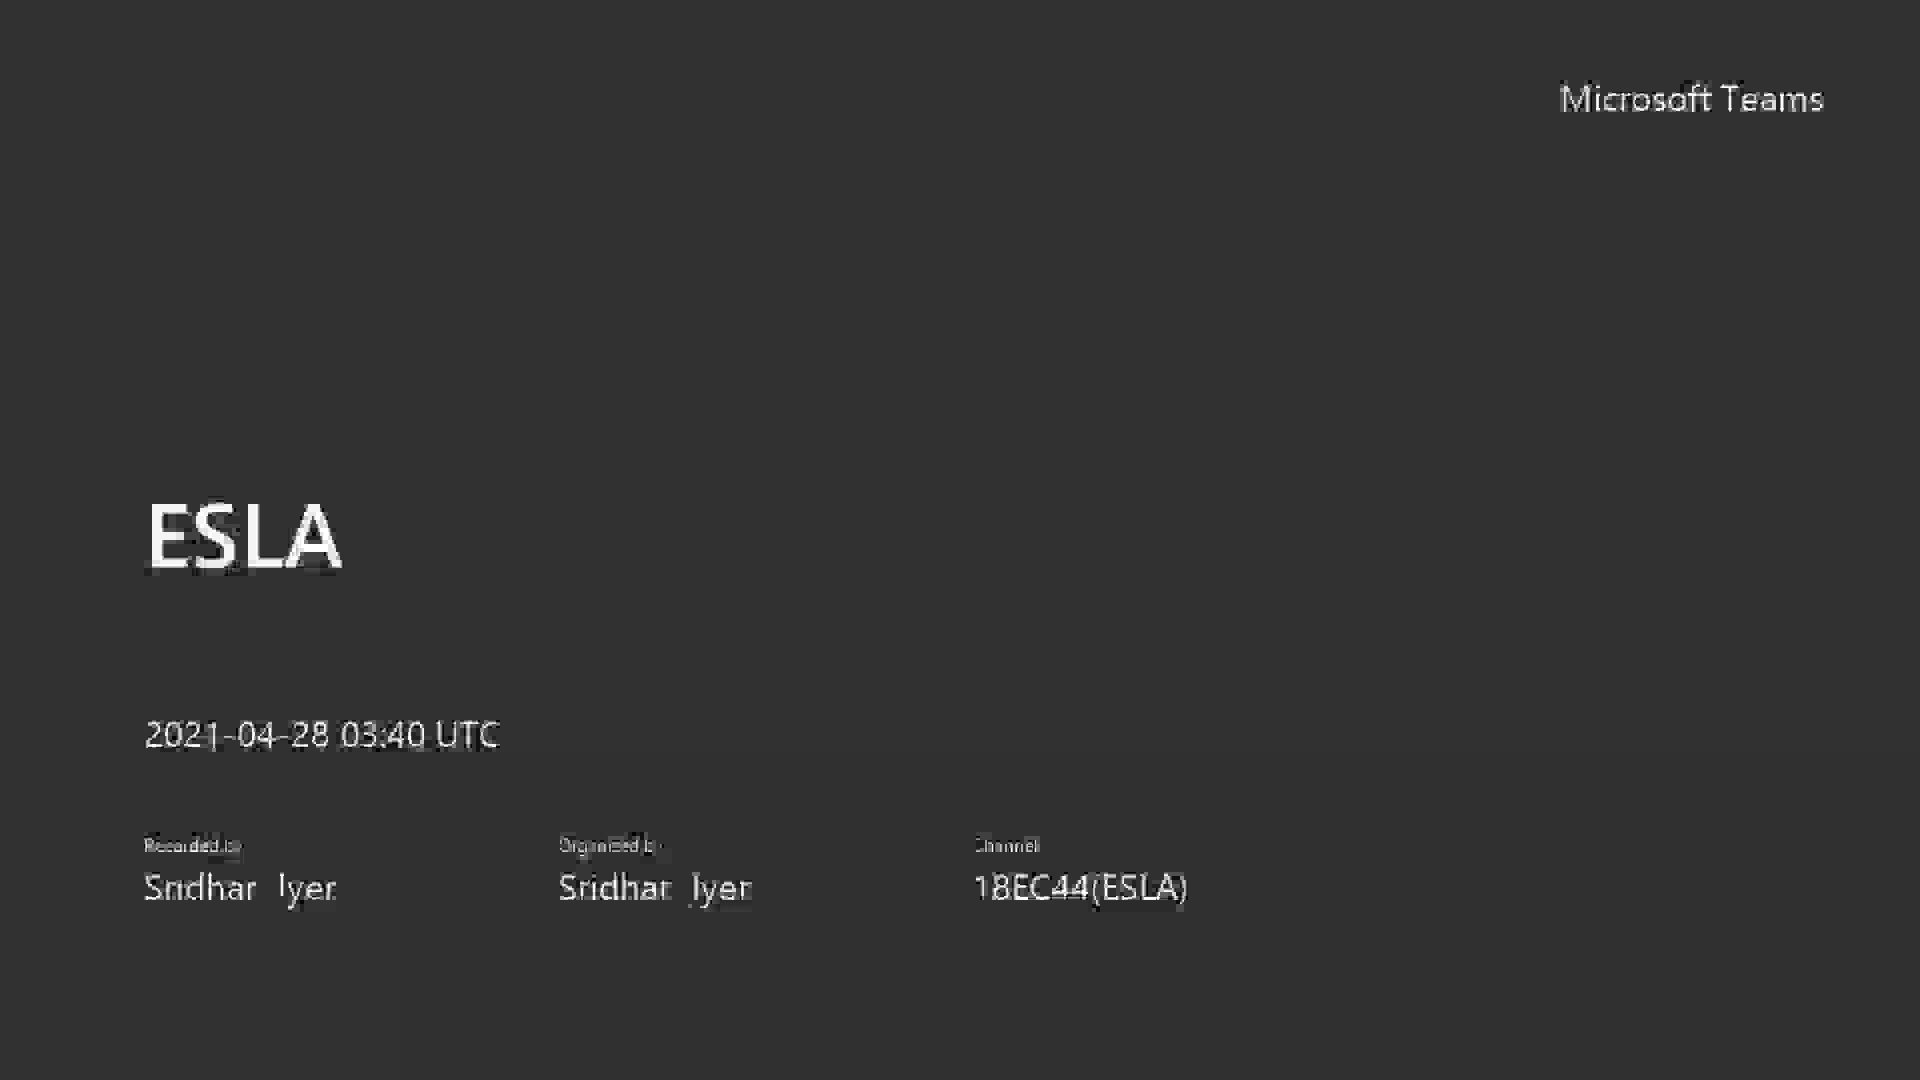 Microsoft Teams
ESLA
2021-04-28 03:40 UTC
Recorded by
Organized by
Channel
Sridhar Iyer
Sridhar Iyer
18EC44(ESLA)